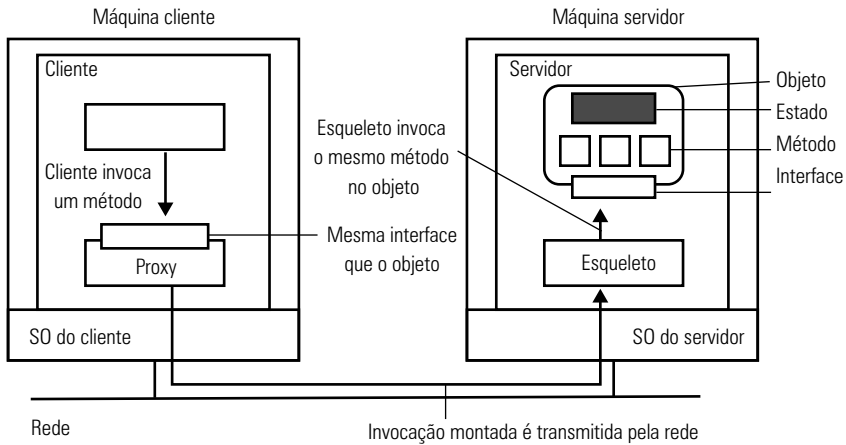 Máquina cliente
Máquina servidor
Cliente
Servidor
Objeto
Estado
Método
Interface
Esqueleto invoca
o mesmo método
no objeto
Cliente invoca
um método
Mesma interface
que o objeto
Proxy
Esqueleto
SO do cliente
SO do servidor
Rede
Invocação montada é transmitida pela rede